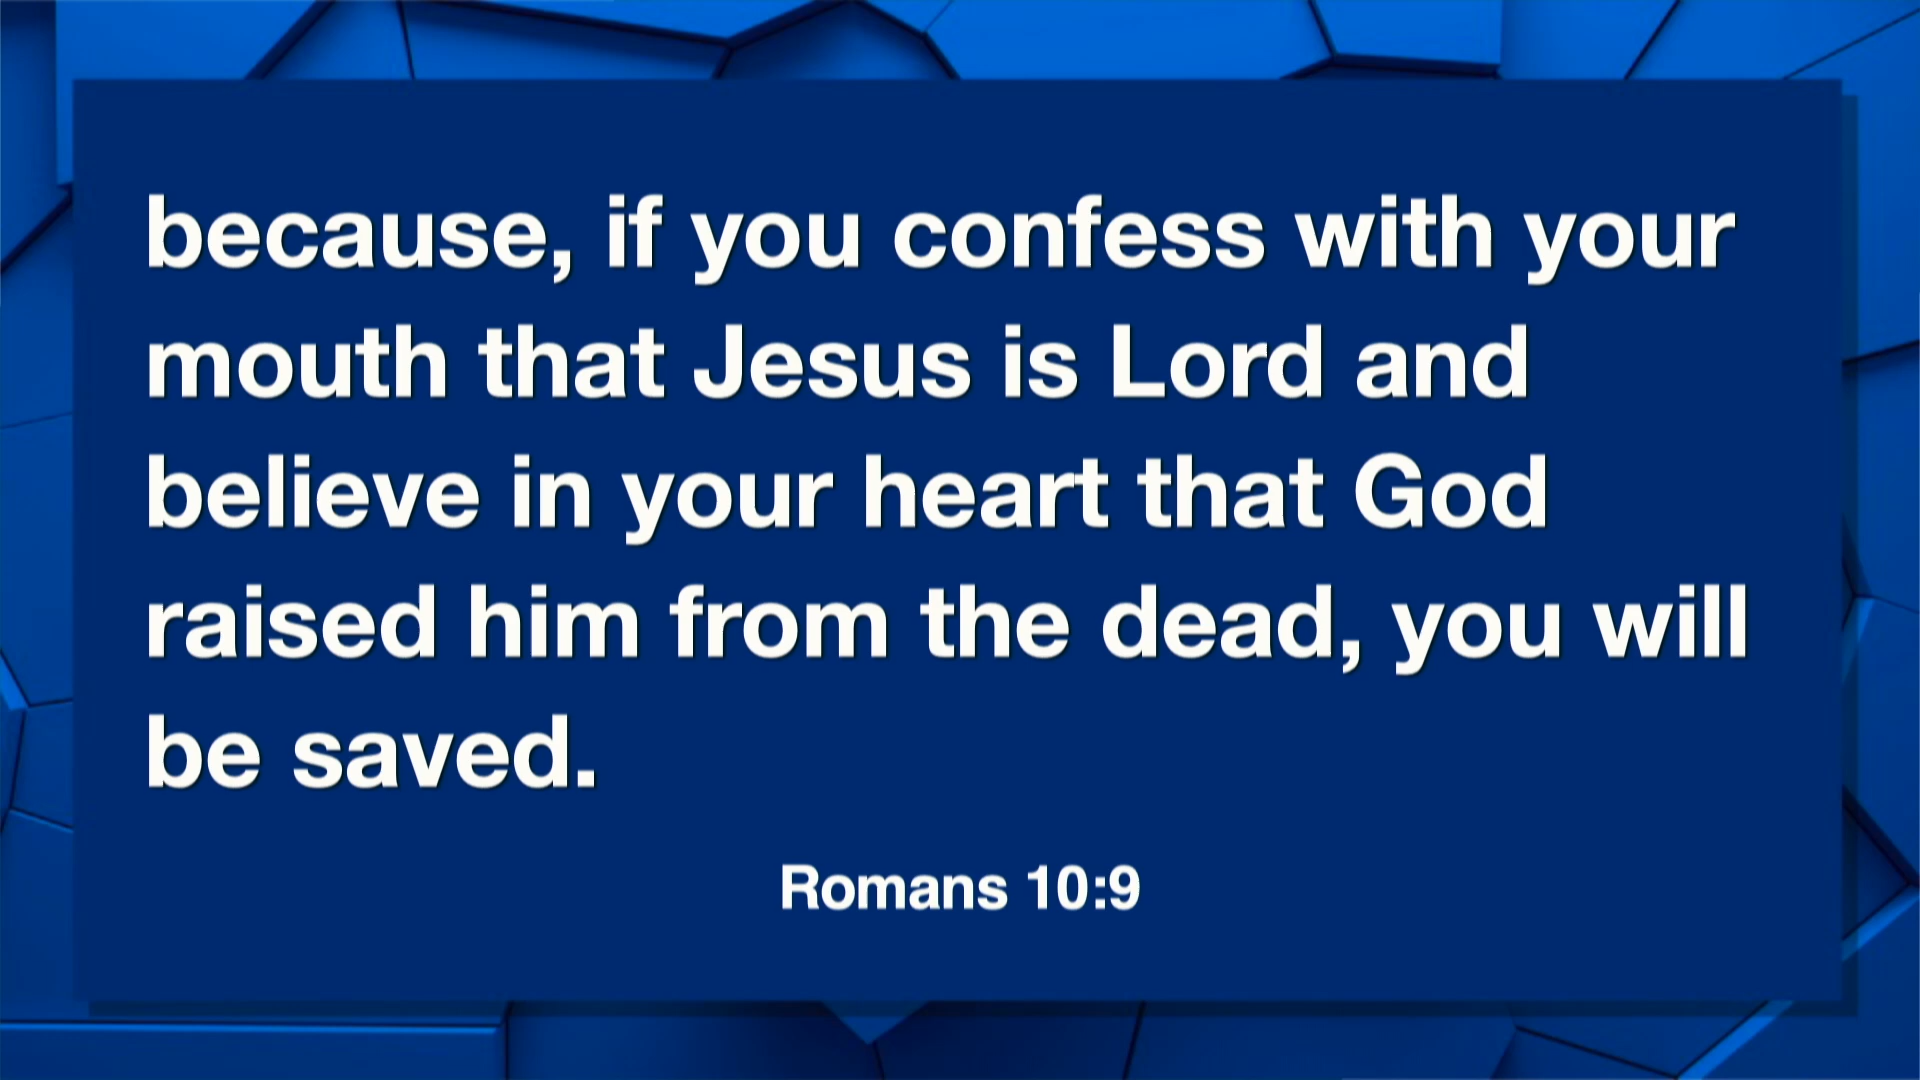 because, if you confess with your
mouth that Jesus is Lord and
believe in your heart that God
raised him from the dead, you will
be saved.
Romans 10:9